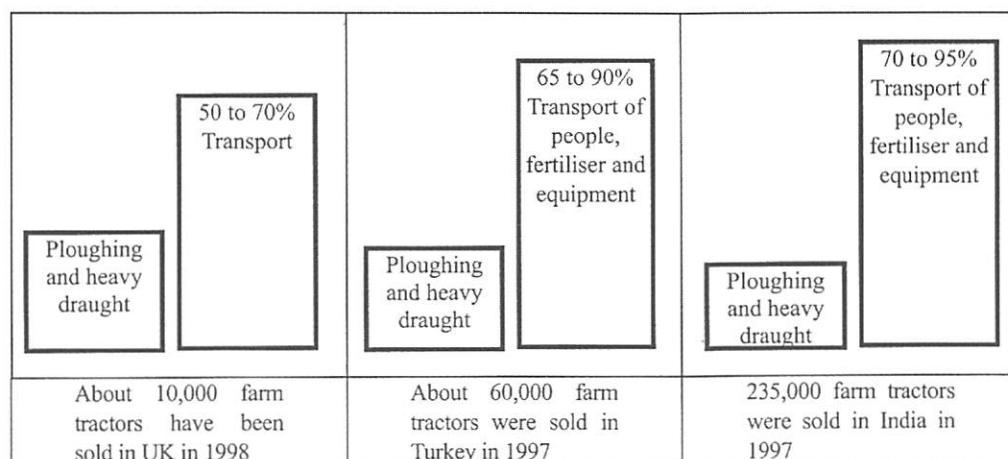 50 to 70%
Transport
Ploughing
and heavy
draught
65 to 90%
Transport of
people,
fertiliser and
equipment
Ploughing
and heavy
draught
70 to 95%
Transport of
people,
fertiliser and
equipment
Ploughing
and heavy
draught
About 10,000 farm
tractors have been
sold in UK in 1998
About 60,000 farm
tractors were sold in
Turkey in 1997
235,000 farm tractors
were sold in India in
1997